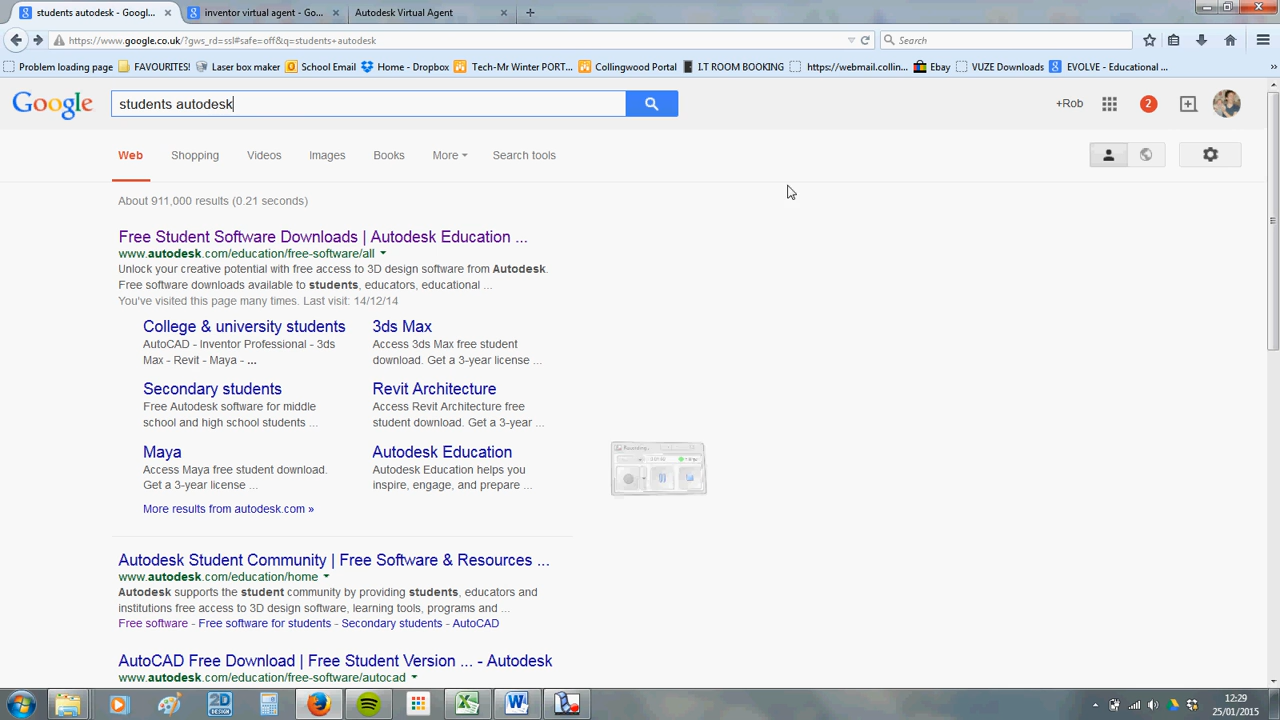 students autodesk - Googl...
inventor virtual agent - Go...
Autodesk Virtual Agent
https://www.google.co.uk/?gws_rd=ssl#safe=off&q=students+autodesk
Search
Problem loading page
FAVOURITES!
Laser box maker
School Email
Home - Dropbox
Tech-Mr Winter PORT...
Collingwood Portal
I.T ROOM BOOKING
https://webmail.collin...
Ebay
VUZE Downloads
EVOLVE - Educational ...
Google
students autodesk
+Rob
2
Web
Shopping
Videos
Images
Books
More
Search tools
About 911,000 results (0.21 seconds)
Free Student Software Downloads | Autodesk Education ...
www.autodesk.com/education/free-software/all
Unlock your creative potential with free access to 3D design software from Autodesk.
Free software downloads available to students, educators, educational ...
You've visited this page many times. Last visit: 14/12/14
College & university students
AutoCAD - Inventor Professional - 3ds
Max - Revit - Maya - ...
3ds Max
Access 3ds Max free student
download. Get a 3-year license ...
Secondary students
Free Autodesk software for middle
school and high school students ...
Revit Architecture
Access Revit Architecture free
student download. Get a 3-year ...
Maya
Access Maya free student download.
Get a 3-year license ...
Autodesk Education
Autodesk Education helps you
inspire, engage, and prepare ...
More results from autodesk.com »
Recording...
Autodesk Student Community | Free Software & Resources ...
www.autodesk.com/education/home
Autodesk supports the student community by providing students, educators and
institutions free access to 3D design software, learning tools, programs and ...
Free software - Free software for students - Secondary students - AutoCAD
AutoCAD Free Download | Free Student Version ... - Autodesk
www.autodesk.com/education/free-software/autocad
12:29
25/01/2015